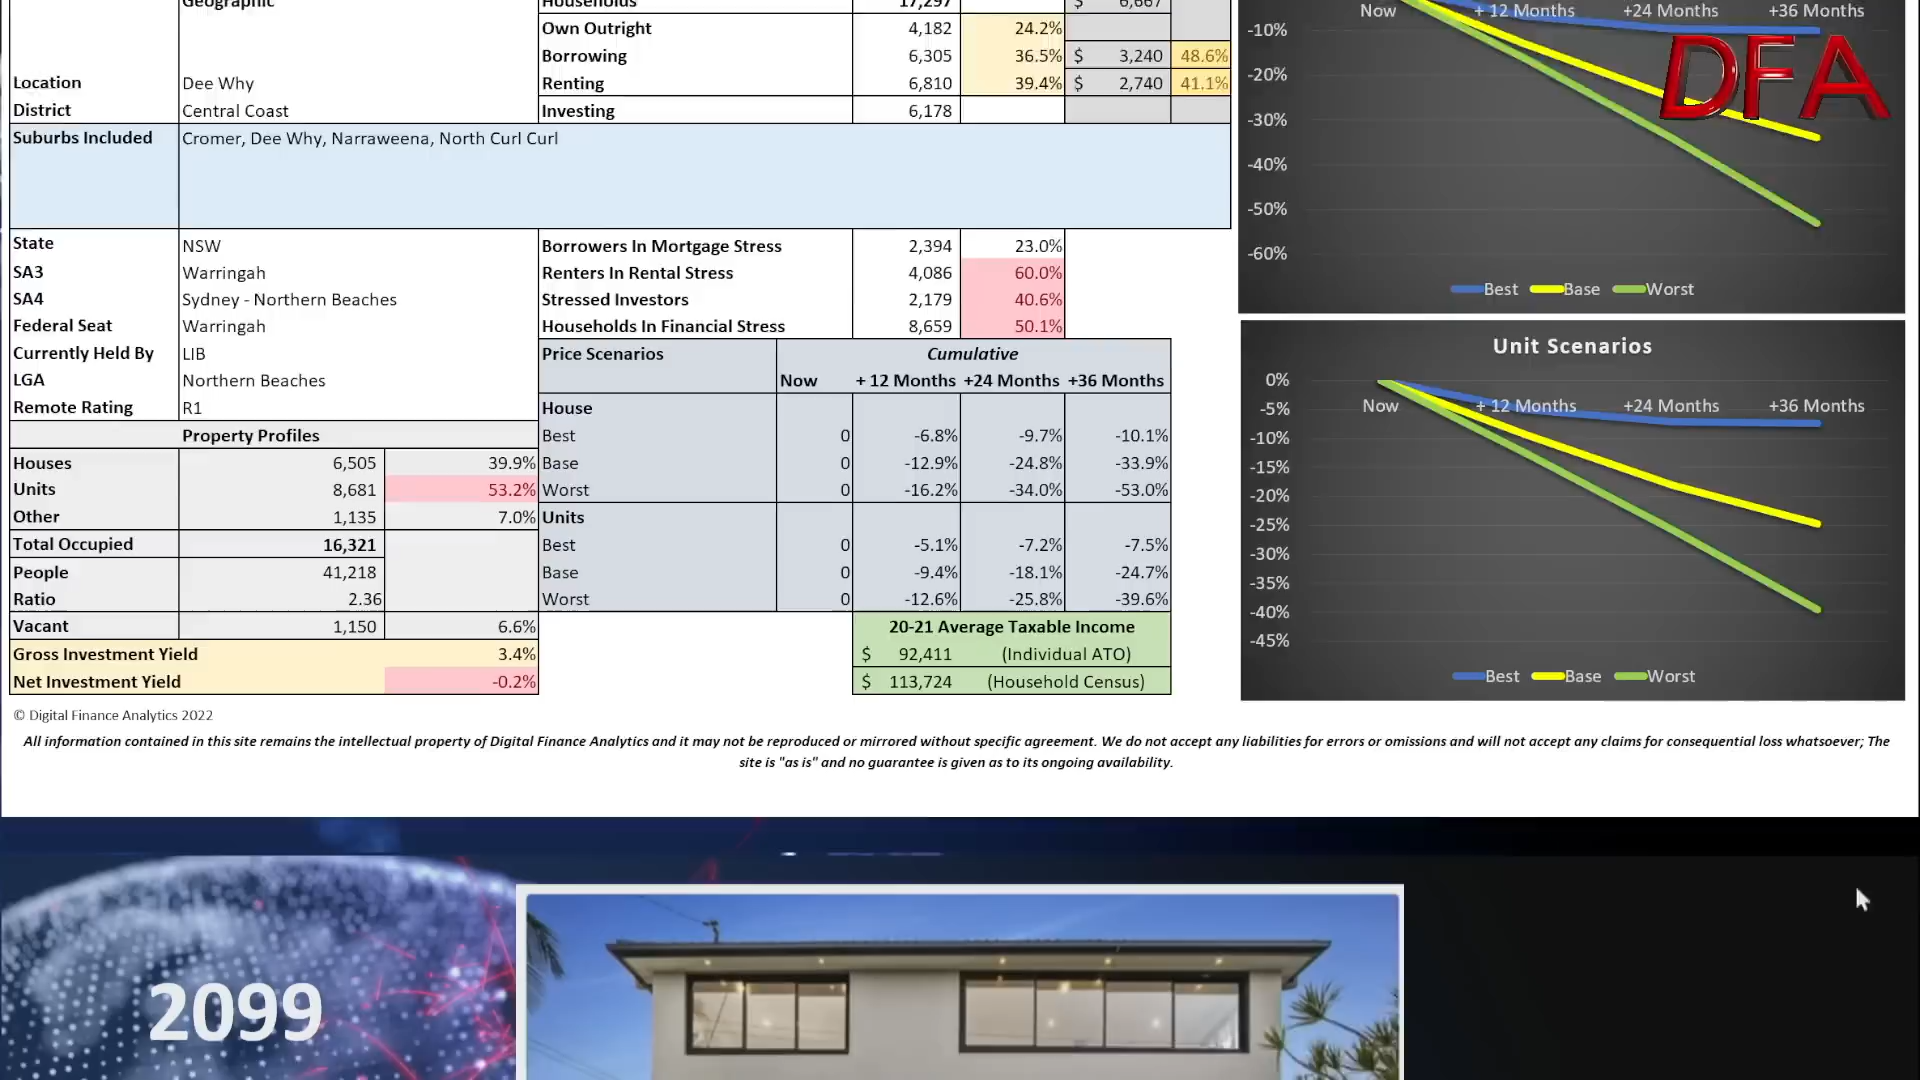 Geographic
Households 17,297 $ 6,667
Own Outright 4,182 24.2%
Borrowing 6,305 36.5% $ 3,240 48.6%
Location Dee Why Renting 6,810 39.4% $ 2,740 41.1%
District Central Coast Investing 6,178
Suburbs Included Cromer, Dee Why, Narraweena, North Curl Curl
State NSW Borrowers In Mortgage Stress 2,394 23.0%
SA3 Warringah Renters In Rental Stress 4,086 60.0%
SA4 Sydney - Northern Beaches Stressed Investors 2,179 40.6%
Federal Seat Warringah Households In Financial Stress 8,659 50.1%
Currently Held By LIB Price Scenarios Cumulative
LGA Northern Beaches Now + 12 Months +24 Months +36 Months
Remote Rating R1 House
Property Profiles Best 0 -6.8% -9.7% -10.1%
Houses 6,505 39.9% Base 0 -12.9% -24.8% -33.9%
Units 8,681 53.2% Worst 0 -16.2% -34.0% -53.0%
Other 1,135 7.0% Units
Total Occupied 16,321 Best 0 -5.1% -7.2% -7.5%
People 41,218 Base 0 -9.4% -18.1% -24.7%
Ratio 2.36 Worst 0 -12.6% -25.8% -39.6%
Vacant 1,150 6.6% 20-21 Average Taxable Income
Gross Investment Yield 3.4% $ 92,411 (Individual ATO)
Net Investment Yield -0.2% $ 113,724 (Household Census)
Now + 12 Months +24 Months +36 Months
-10%
-20%
-30%
-40%
-50%
-60%
DFA
Best Base Worst
Unit Scenarios
0%
Now + 12 Months +24 Months +36 Months
-5%
-10%
-15%
-20%
-25%
-30%
-35%
-40%
-45%
Best Base Worst
© Digital Finance Analytics 2022
All information contained in this site remains the intellectual property of Digital Finance Analytics and it may not be reproduced or mirrored without specific agreement. We do not accept any liabilities for errors or omissions and will not accept any claims for consequential loss whatsoever; The
site is "as is" and no guarantee is given as to its ongoing availability.
2099